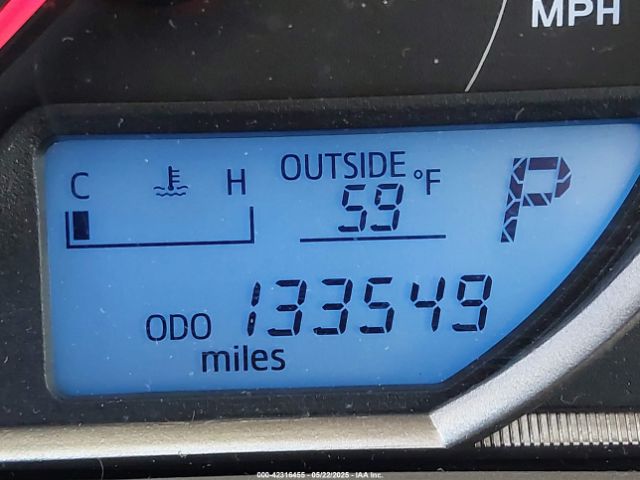 MPH
C H OUTSIDE
59 °F P
ODO 133549
miles
000-42316455 - 05/22/2025 - IAA Inc.